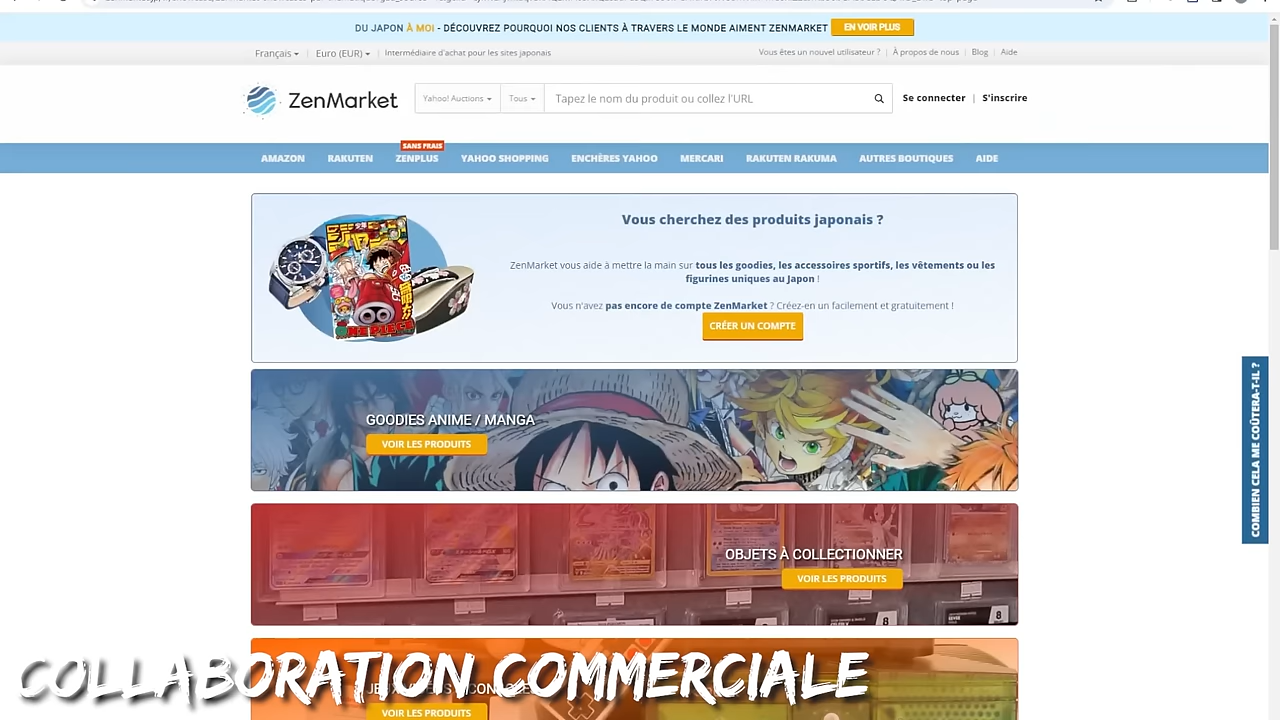 DU JAPON À MOI - DÉCOUVREZ POURQUOI NOS CLIENTS À TRAVERS LE MONDE AIMENT ZENMARKET EN VOIR PLUS
Français Euro (EUR) Intermédiaire d'achat pour les sites japonais Vous êtes un nouvel utilisateur ? À propos de nous Blog Aide
ZenMarket Yahoo! Auctions Tous Tapez le nom du produit ou collez l'URL Se connecter | S'inscrire
SANS FRAIS
AMAZON RAKUTEN ZENPLUS YAHOO SHOPPING ENCHÈRES YAHOO MERCARI RAKUTEN RAKUMA AUTRES BOUTIQUES AIDE
Vous cherchez des produits japonais ?
ZenMarket vous aide à mettre la main sur tous les goodies, les accessoires sportifs, les vêtements ou les
figurines uniques au Japon !
Vous n'avez pas encore de compte ZenMarket ? Créez-en un facilement et gratuitement !
CRÉER UN COMPTE
ONE PIECE
COMBIEN CELA ME COÛTERA-T-IL ?
GOODIES ANIME / MANGA
VOIR LES PRODUITS
OBJETS À COLLECTIONNER
VOIR LES PRODUITS
COLLABORATION COMMERCIALE
VOIR LES PRODUITS